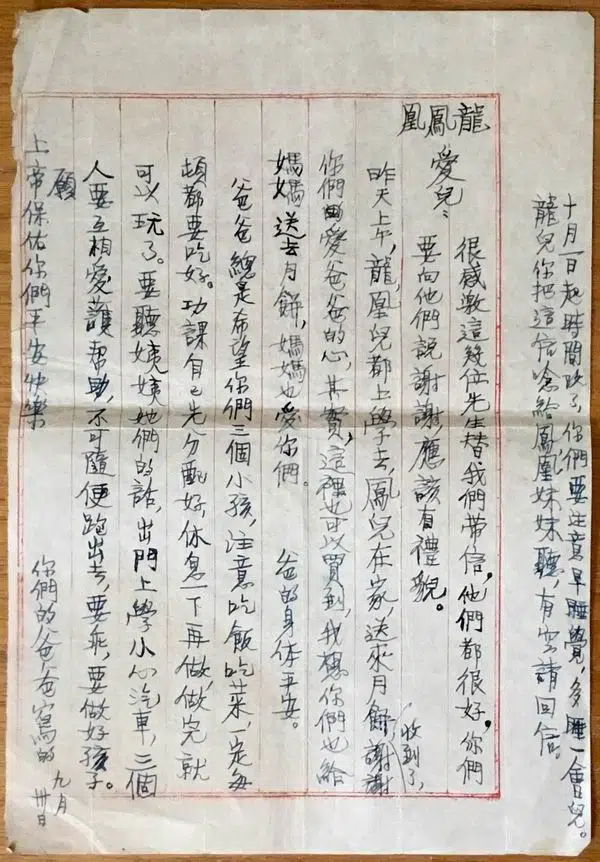 十月一日起時間改了，你們要注意早睡覺，多睡一會兒。
龍兒你把這信唸給鳳凰妹妹聽，有空請回信。
龍鳳凰
愛兒：
很感激這幾位先生替我們帶信，他們都很好，你們
要向他們說謝謝應該有禮貌。
收到了，
昨天上午，龍，凰兒都上學去，鳳兒在家，送來月餅，謝謝
你們的愛爸爸的心，其實，這裡也可以買到，我想你們也給
媽媽送去月餅，媽媽也愛你們。 爸的身体平安。
爸爸總是希望你們三個小孩，注意吃飯吃菜，一定每
頓都要吃好。功課自己先分配好休息一下再做，做完就
可以玩了。要聽姨姨她們的話，出門上學小心汽車，三個
人要互相愛護幫助，不可隨便跑出去，要乖，要做好孩子。
願
上帝保佑你們平安快樂
你們的爸爸寫的
九月
卅日